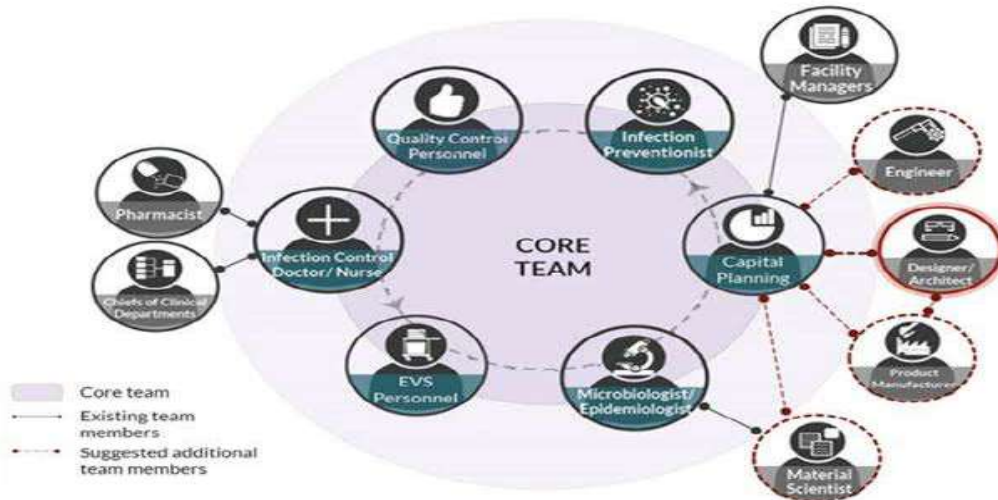 Facility
Managers
Quality Control
Personnel
Infection
Preventionist
Engineer
Pharmacist
Infection Control
Doctor/ Nurse
CORE
TEAM
Capital
Planning
Designer/
Architect
Chiefs of Clinical
Departments
EVS
Personnel
Microbiologist/
Epidemiologist
Product
Manufacturer
Material
Scientist
Core team
Existing team
members
Suggested additional
team members